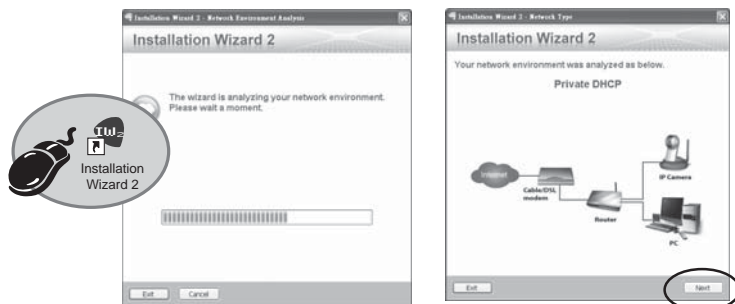 Installation Wizard 2 - Network Environment Analysis
Installation Wizard 2
The wizard is analyzing your network environment.
Please wait a moment.
Exit
Cancel
IW2
Installation
Wizard 2
Installation Wizard 2 - Network Type
Installation Wizard 2
Your network environment was analyzed as below.
Private DHCP
Internet
Cable/DSL
modem
Router
IP Camera
PC
Exit
Next